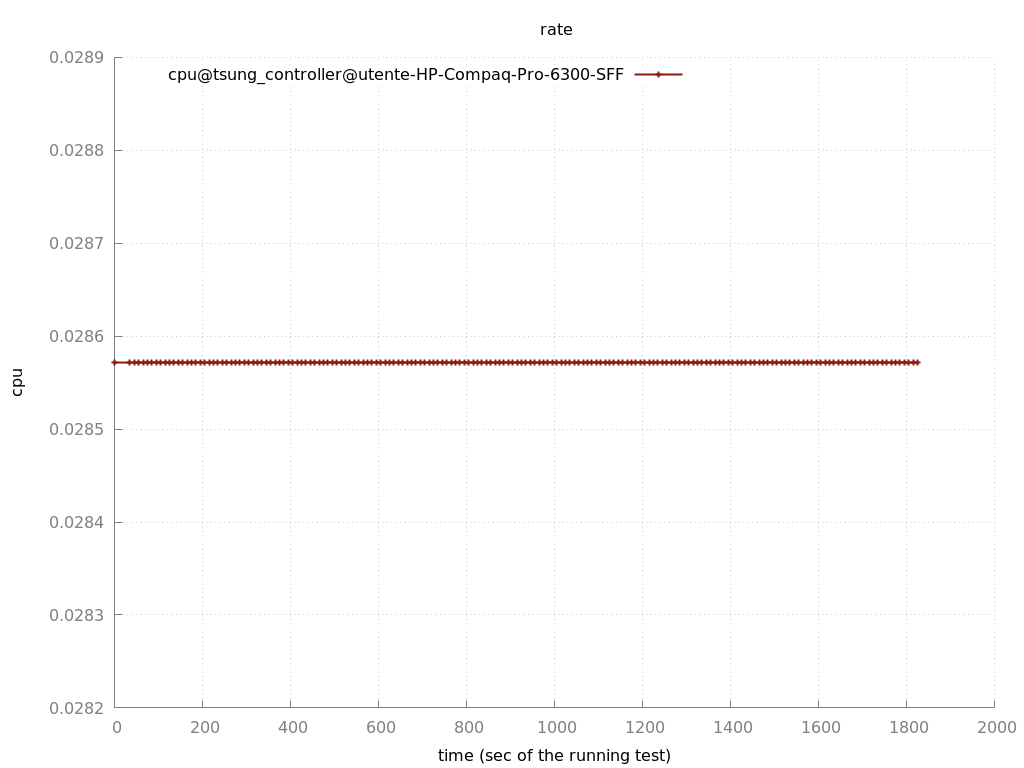 rate
0.0289
cpu@tsung_controller@utente-HP-Compaq-Pro-6300-SFF
0.0288
0.0287
0.0286
cpu
0.0285
0.0284
0.0283
0.0282
0 200 400 600 800 1000 1200 1400 1600 1800 2000
time (sec of the running test)